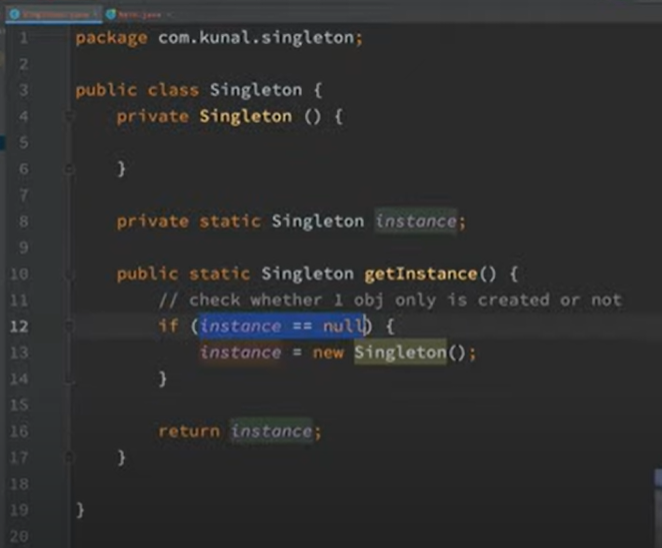 Singleton.java Main.java
1 package com.kunal.singleton;
2
3 public class Singleton {
4 private Singleton () {
5
6 }
7
8 private static Singleton instance;
9
10 public static Singleton getInstance() {
11 // check whether 1 obj only is created or not
12 if (instance == null) {
13 instance = new Singleton();
14 }
15
16 return instance;
17 }
18
19 }
20